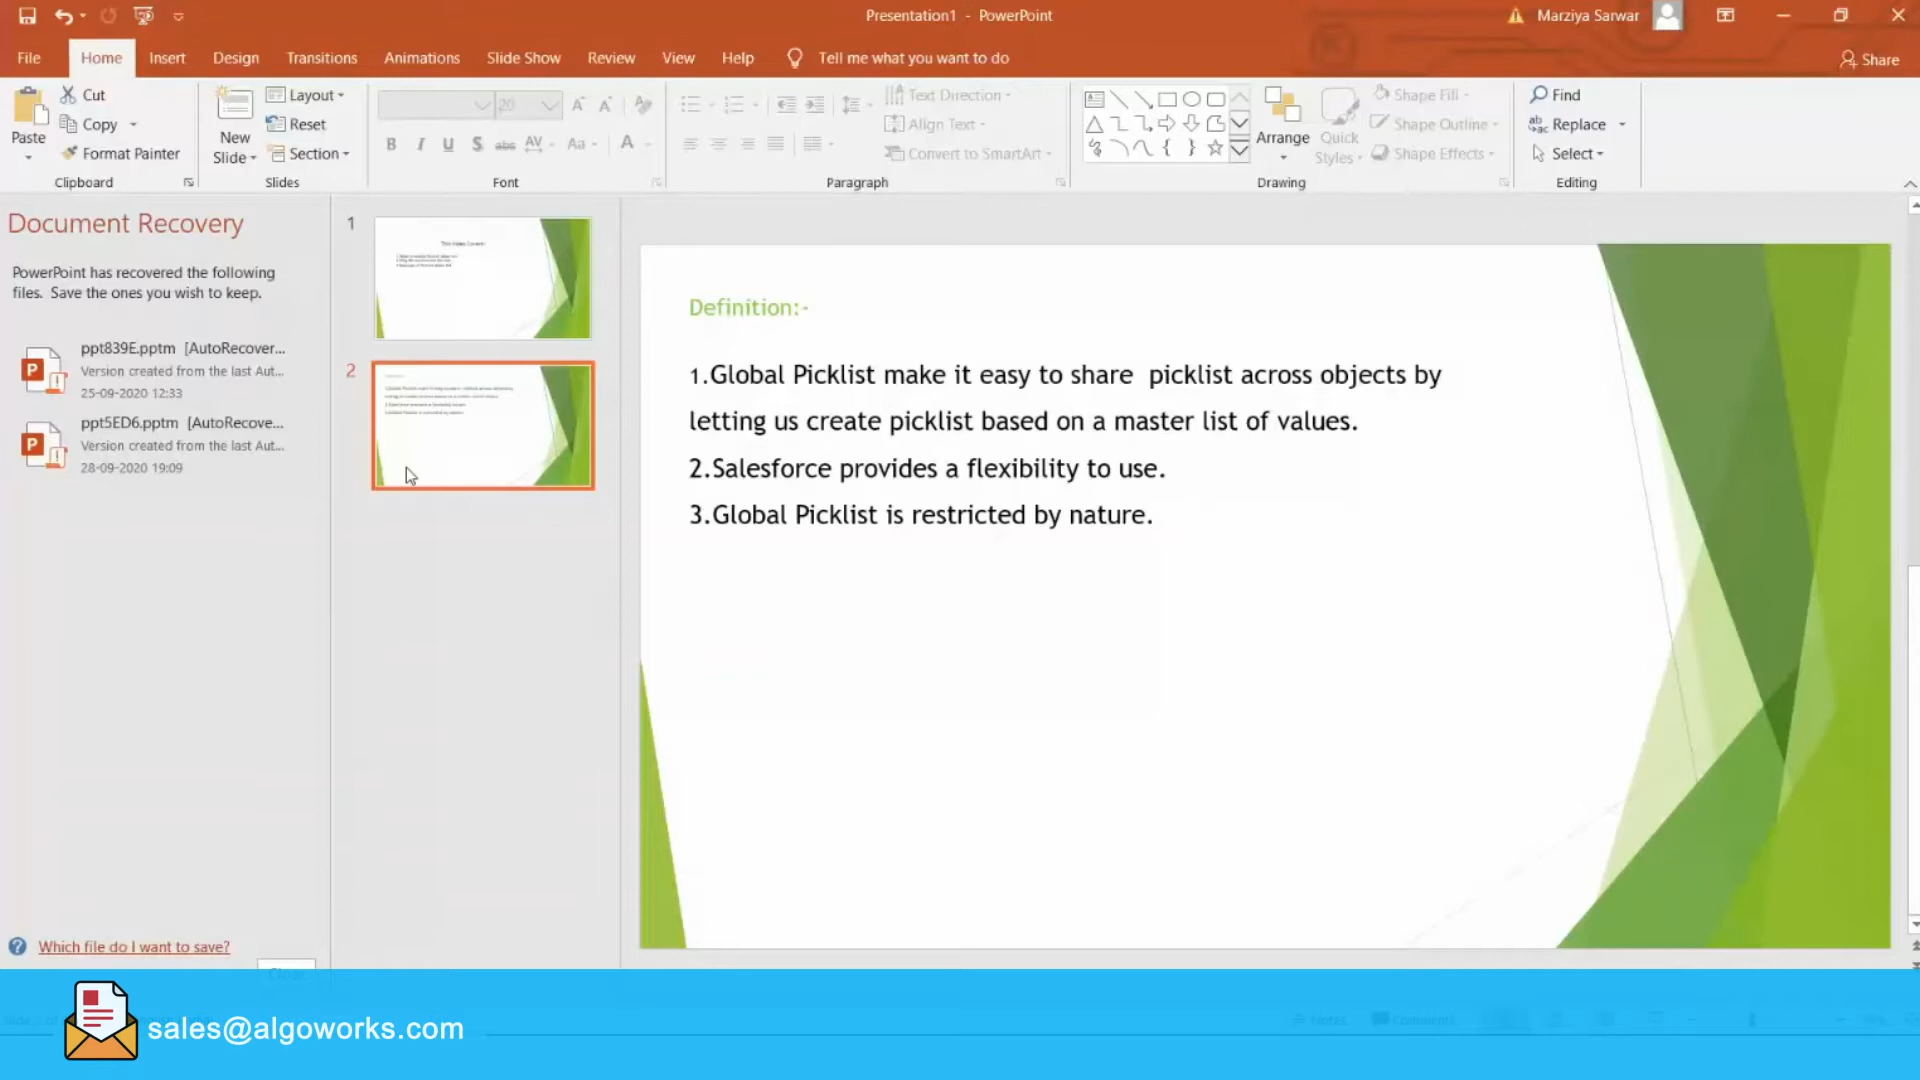 Presentation1 - PowerPoint
Marziya Sarwar
File
Home
Insert
Design
Transitions
Animations
Slide Show
Review
View
Help
Tell me what you want to do
Share
Paste
Cut
Copy
Format Painter
Clipboard
New
Slide
Layout
Reset
Section
Slides
20
B
I
U
S
abc
AV
Aa
A
Font
Text Direction
Align Text
Convert to SmartArt
Paragraph
Arrange
Quick
Styles
Shape Fill
Shape Outline
Shape Effects
Drawing
Find
Replace
Select
Editing
Document Recovery
PowerPoint has recovered the following
files. Save the ones you wish to keep.
ppt839E.pptm [AutoRecover...
Version created from the last Aut...
25-09-2020 12:33
ppt5ED6.pptm [AutoRecove...
Version created from the last Aut...
28-09-2020 19:09
Which file do I want to save?
1
2
Definition:-
1.Global Picklist make it easy to share picklist across objects by
letting us create picklist based on a master list of values.
2.Salesforce provides a flexibility to use.
3.Global Picklist is restricted by nature.
sales@algoworks.com
Notes
Comments